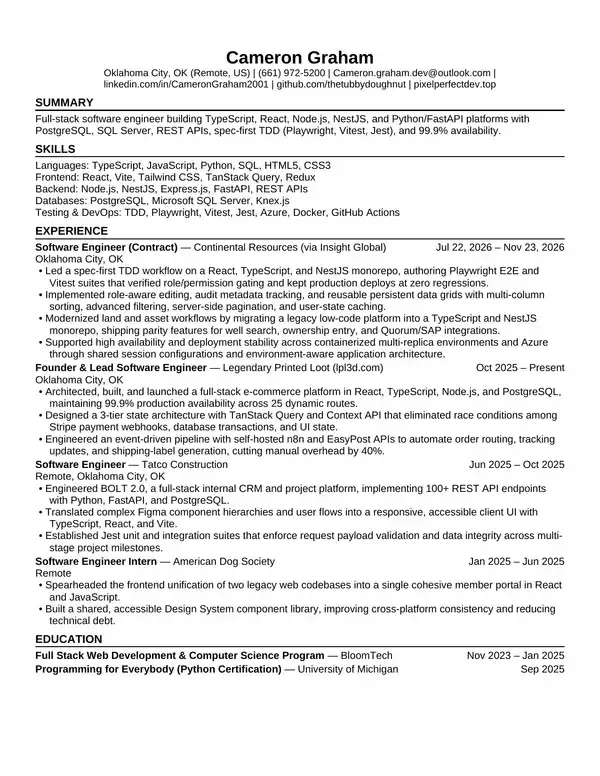 Cameron Graham
Oklahoma City, OK (Remote, US) | (661) 972-5200 | Cameron.graham.dev@outlook.com |
linkedin.com/in/CameronGraham2001 | github.com/thetubbydoughnut | pixelperfectdev.top
SUMMARY
Full-stack software engineer building TypeScript, React, Node.js, NestJS, and Python/FastAPI platforms with
PostgreSQL, SQL Server, REST APIs, spec-first TDD (Playwright, Vitest, Jest), and 99.9% availability.
SKILLS
Languages: TypeScript, JavaScript, Python, SQL, HTML5, CSS3
Frontend: React, Vite, Tailwind CSS, TanStack Query, Redux
Backend: Node.js, NestJS, Express.js, FastAPI, REST APIs
Databases: PostgreSQL, Microsoft SQL Server, Knex.js
Testing & DevOps: TDD, Playwright, Vitest, Jest, Azure, Docker, GitHub Actions
EXPERIENCE
Software Engineer (Contract) — Continental Resources (via Insight Global) Jul 22, 2026 – Nov 23, 2026
Oklahoma City, OK
• Led a spec-first TDD workflow on a React, TypeScript, and NestJS monorepo, authoring Playwright E2E and
Vitest suites that verified role/permission gating and kept production deploys at zero regressions.
• Implemented role-aware editing, audit metadata tracking, and reusable persistent data grids with multi-column
sorting, advanced filtering, server-side pagination, and user-state caching.
• Modernized land and asset workflows by migrating a legacy low-code platform into a TypeScript and NestJS
monorepo, shipping parity features for well search, ownership entry, and Quorum/SAP integrations.
• Supported high availability and deployment stability across containerized multi-replica environments and Azure
through shared session configurations and environment-aware application architecture.
Founder & Lead Software Engineer — Legendary Printed Loot (lpl3d.com) Oct 2025 – Present
Oklahoma City, OK
• Architected, built, and launched a full-stack e-commerce platform in React, TypeScript, Node.js, and PostgreSQL,
maintaining 99.9% production availability across 25 dynamic routes.
• Designed a 3-tier state architecture with TanStack Query and Context API that eliminated race conditions among
Stripe payment webhooks, database transactions, and UI state.
• Engineered an event-driven pipeline with self-hosted n8n and EasyPost APIs to automate order routing, tracking
updates, and shipping-label generation, cutting manual overhead by 40%.
Software Engineer — Tatco Construction Jun 2025 – Oct 2025
Remote, Oklahoma City, OK
• Engineered BOLT 2.0, a full-stack internal CRM and project platform, implementing 100+ REST API endpoints
with Python, FastAPI, and PostgreSQL.
• Translated complex Figma component hierarchies and user flows into a responsive, accessible client UI with
TypeScript, React, and Vite.
• Established Jest unit and integration suites that enforce request payload validation and data integrity across multi-
stage project milestones.
Software Engineer Intern — American Dog Society Jan 2025 – Jun 2025
Remote
• Spearheaded the frontend unification of two legacy web codebases into a single cohesive member portal in React
and JavaScript.
• Built a shared, accessible Design System component library, improving cross-platform consistency and reducing
technical debt.
EDUCATION
Full Stack Web Development & Computer Science Program — BloomTech Nov 2023 – Jan 2025
Programming for Everybody (Python Certification) — University of Michigan Sep 2025